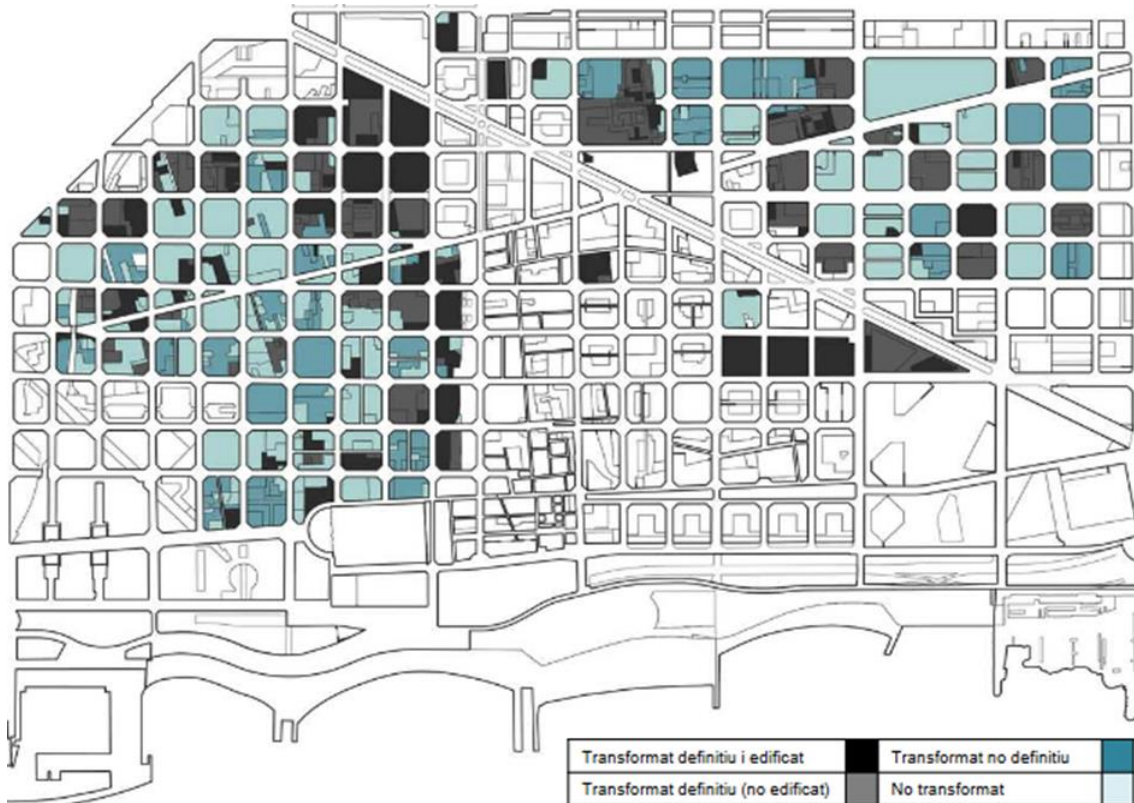 Transformat definitiu i edificat
Transformat no definitiu
Transformat definitiu (no edificat)
No transformat